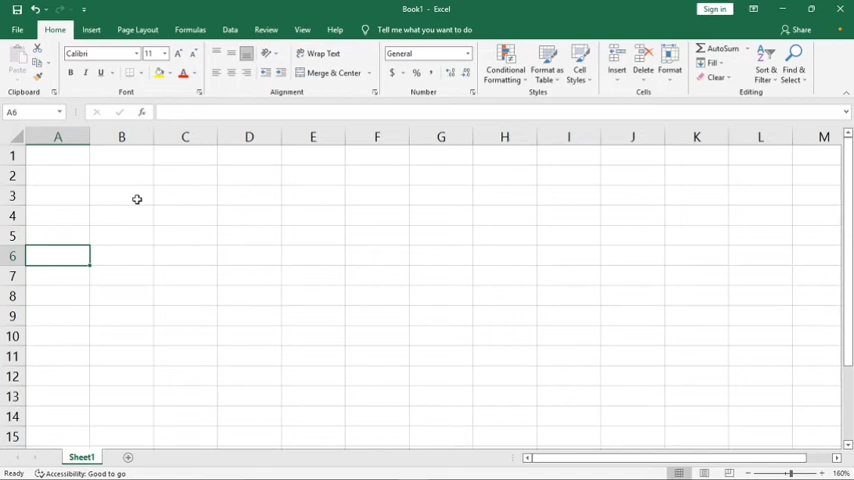 Book1 - Excel
Sign in
File Home Insert Page Layout Formulas Data Review View Help Tell me what you want to do Share
Paste
Calibri 11
B I U A
Wrap Text
Merge & Center
General
$ % ,
Conditional Formatting
Format as Table
Cell Styles
Insert Delete Format
AutoSum
Fill
Clear
Sort & Filter
Find & Select
Clipboard Font Alignment Number Styles Cells Editing
A6 fx
A B C D E F G H I J K L M
1
2
3
4
5
6
7
8
9
10
11
12
13
14
15
Sheet1
Ready Accessibility: Good to go 160%